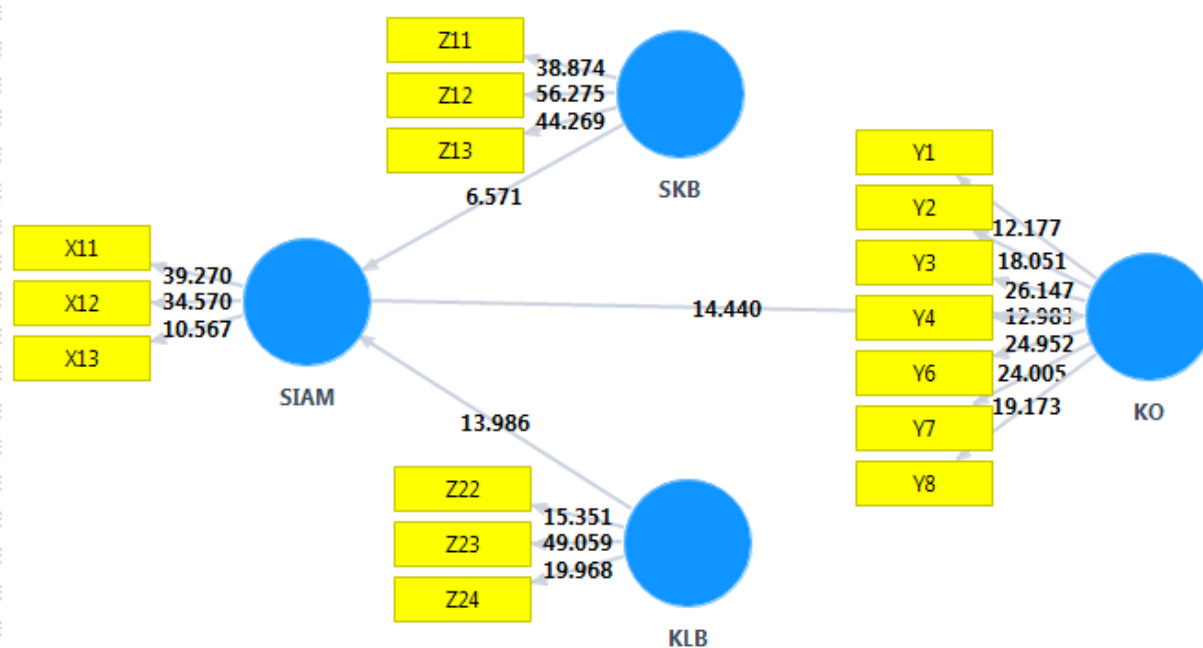 Z11
Z12
Z13
38.874
56.275
44.269
SKB
6.571
X11
X12
X13
39.270
34.570
10.567
SIAM
14.440
Y1
Y2
Y3
Y4
Y6
Y7
Y8
12.177
18.051
26.147
12.983
24.952
24.005
19.173
KO
13.986
Z22
Z23
Z24
15.351
49.059
19.968
KLB